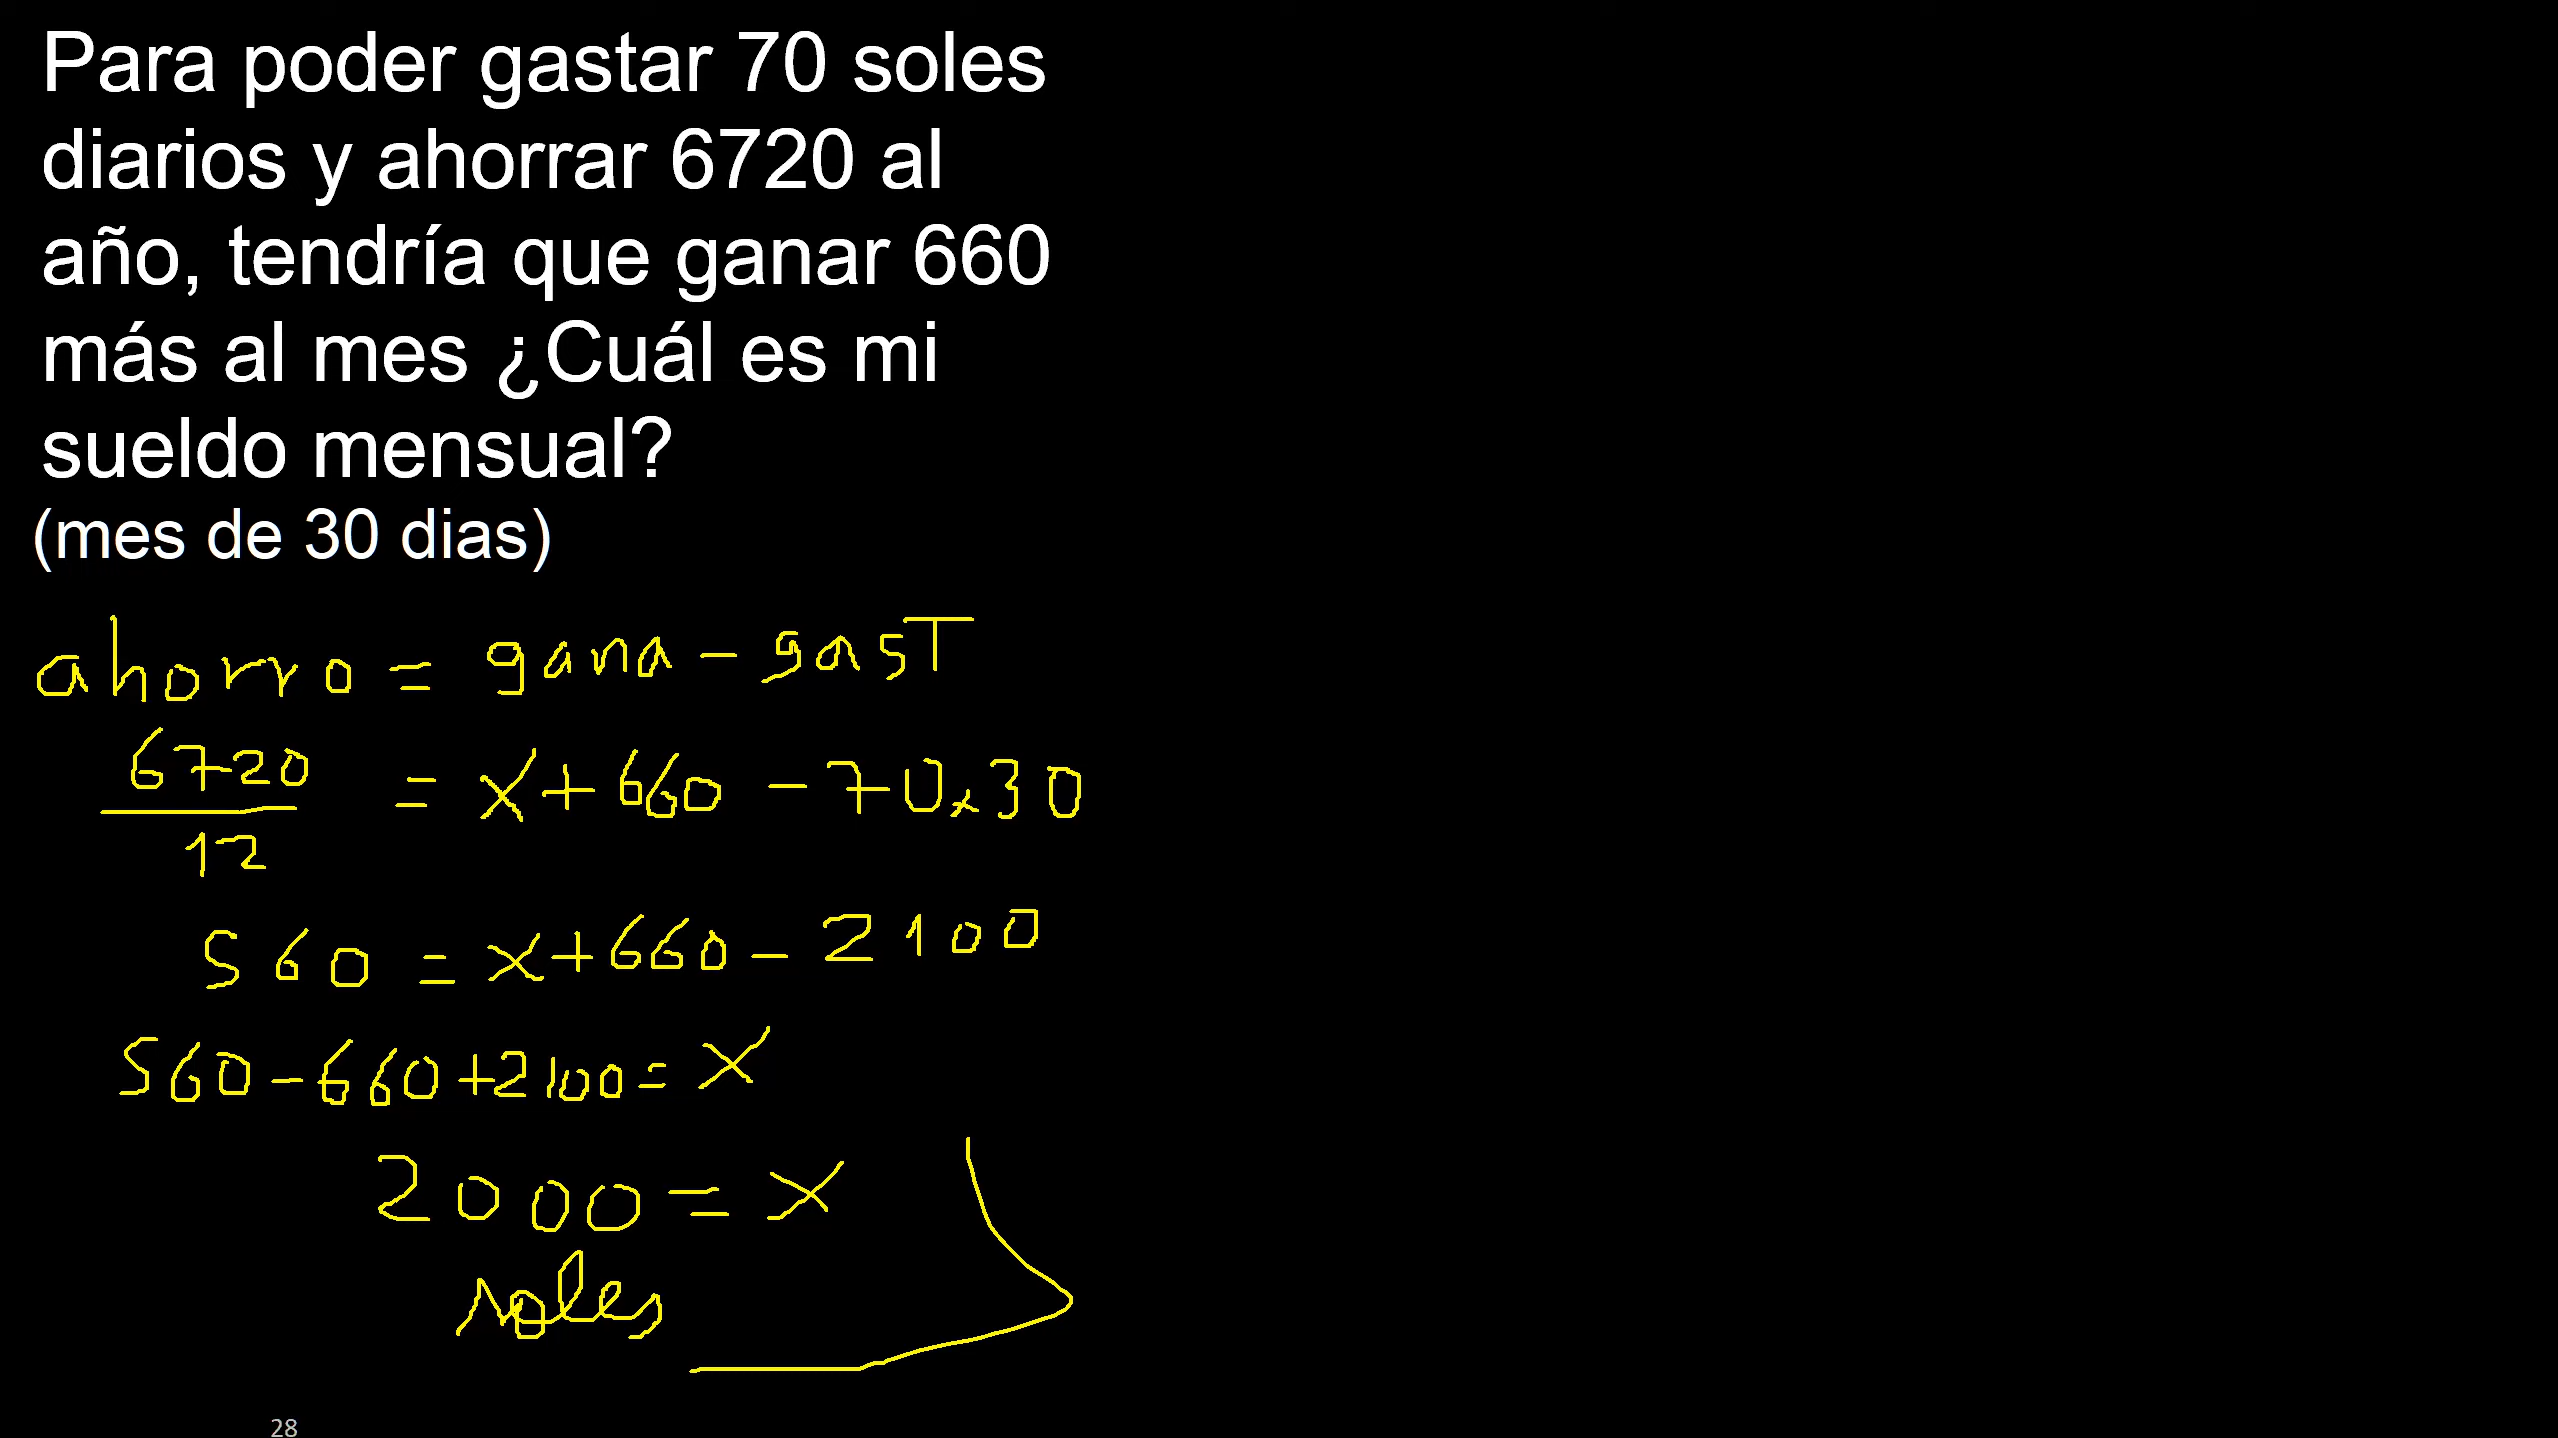 Para poder gastar 70 soles
diarios y ahorrar 6720 al
año, tendría que ganar 660
más al mes ¿Cuál es mi
sueldo mensual?
(mes de 30 dias)
ahorro = gana - gasT
6720
= x + 660 - 70x30
12
560 = x + 660 - 2100
560 - 660 + 2100 = x
2000 = x
soles
28